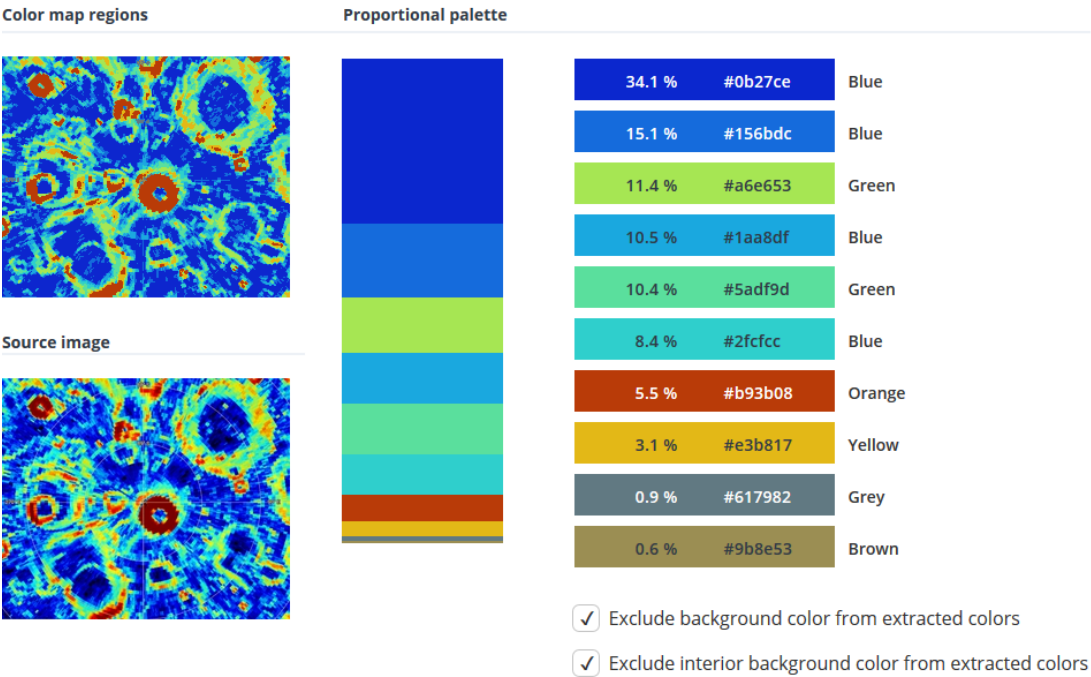 Color map regions
Proportional palette
34.1 % #0b27ce Blue
15.1 % #156bdc Blue
11.4 % #a6e653 Green
10.5 % #1aa8df Blue
10.4 % #5adf9d Green
8.4 % #2fcfcc Blue
5.5 % #b93b08 Orange
3.1 % #e3b817 Yellow
0.9 % #617982 Grey
0.6 % #9b8e53 Brown
Source image
Exclude background color from extracted colors
Exclude interior background color from extracted colors